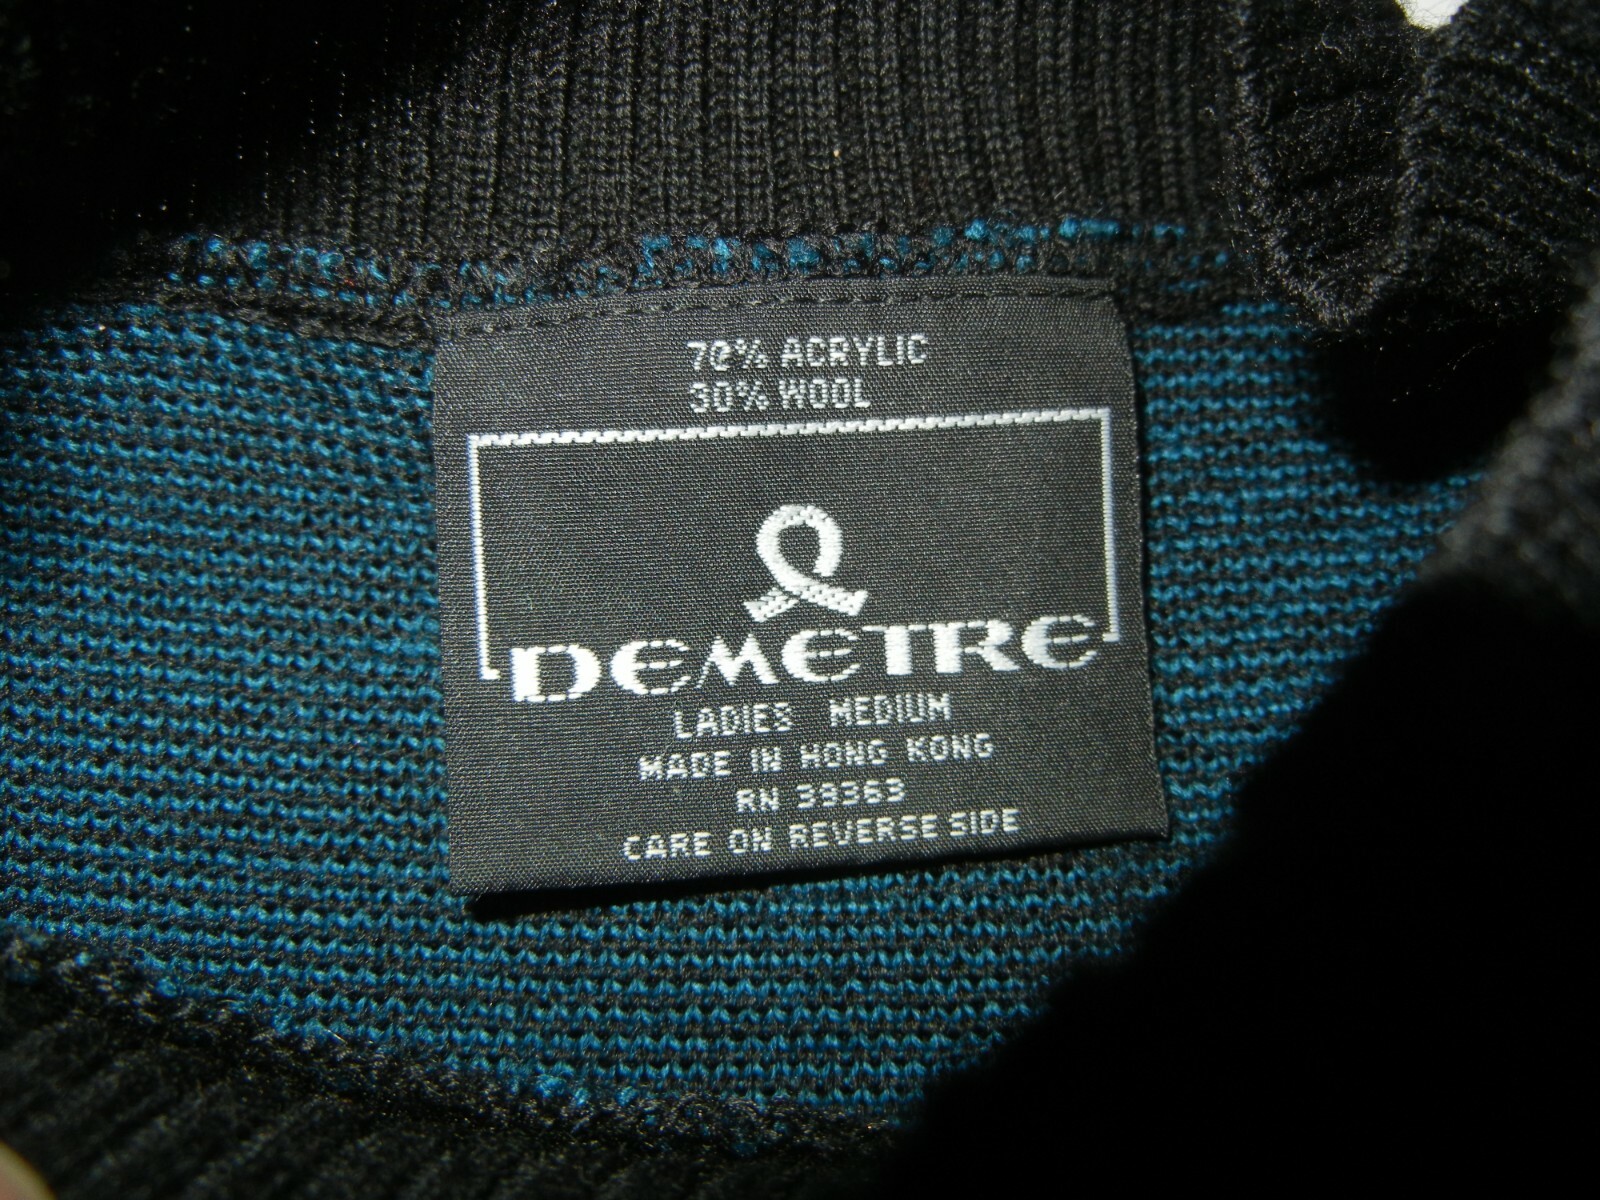 70% ACRYLIC
30% WOOL
DEMETRE
LADIES MEDIUM
MADE IN HONG KONG
RN 39363
CARE ON REVERSE SIDE